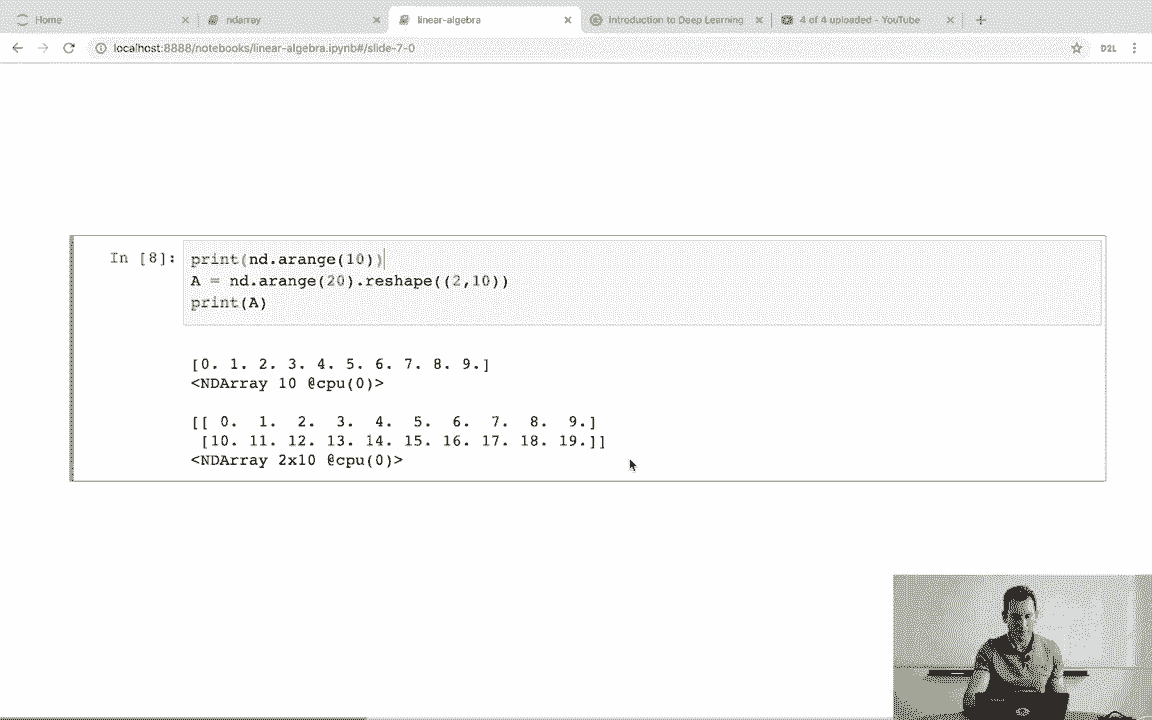 Home
ndarray
linear-algebra
Introduction to Deep Learning
4 of 4 uploaded - YouTube
localhost:8888/notebooks/linear-algebra.ipynb#/slide-7-0
D2L
In [8]:
print(nd.arange(10))
A = nd.arange(20).reshape((2,10))
print(A)
[0. 1. 2. 3. 4. 5. 6. 7. 8. 9.]
<NDArray 10 @cpu(0)>
[[ 0. 1. 2. 3. 4. 5. 6. 7. 8. 9.]
[10. 11. 12. 13. 14. 15. 16. 17. 18. 19.]]
<NDArray 2x10 @cpu(0)>